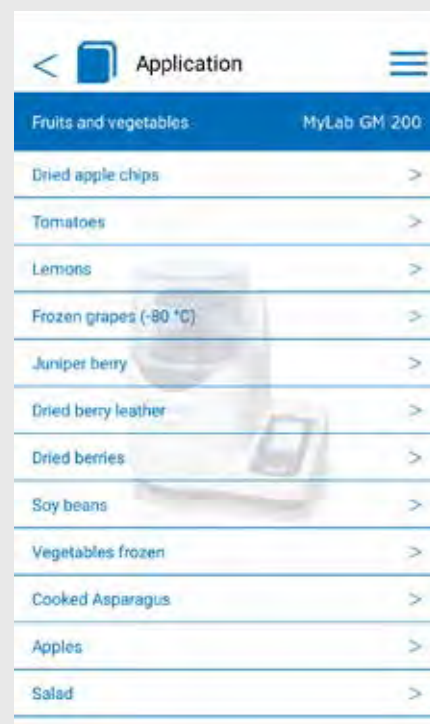 Application
Fruits and vegetables MyLab GM 200
Dried apple chips
Tomatoes
Lemons
Frozen grapes (-80 °C)
Juniper berry
Dried berry leather
Dried berries
Soy beans
Vegetables frozen
Cooked Asparagus
Apples
Salad